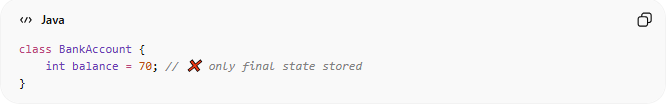 </> Java
class BankAccount {
    int balance = 70; // ❌ only final state stored
}